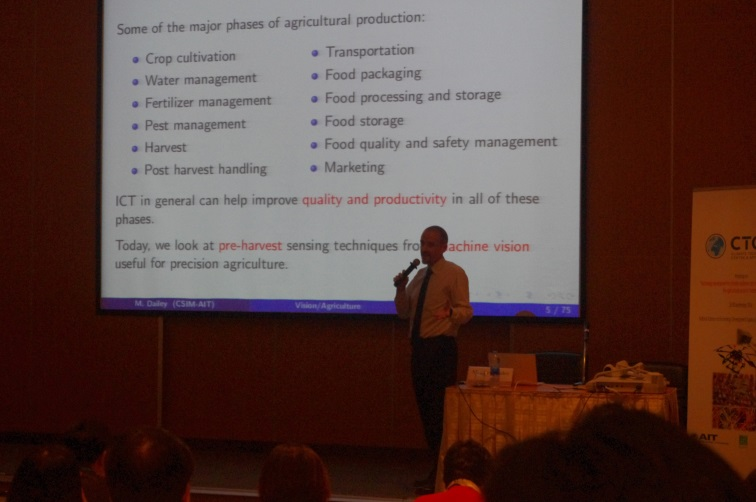 Some of the major phases of agricultural production:
Crop cultivation
Water management
Fertilizer management
Pest management
Harvest
Post harvest handling
Transportation
Food packaging
Food processing and storage
Food storage
Food quality and safety management
Marketing
ICT in general can help improve quality and productivity in all of these
phases.
Today, we look at pre-harvest sensing techniques machine vision
useful for precision agriculture.
M. Dailey (CSIM-AIT) Vision/Agriculture 5 / 75
AIT